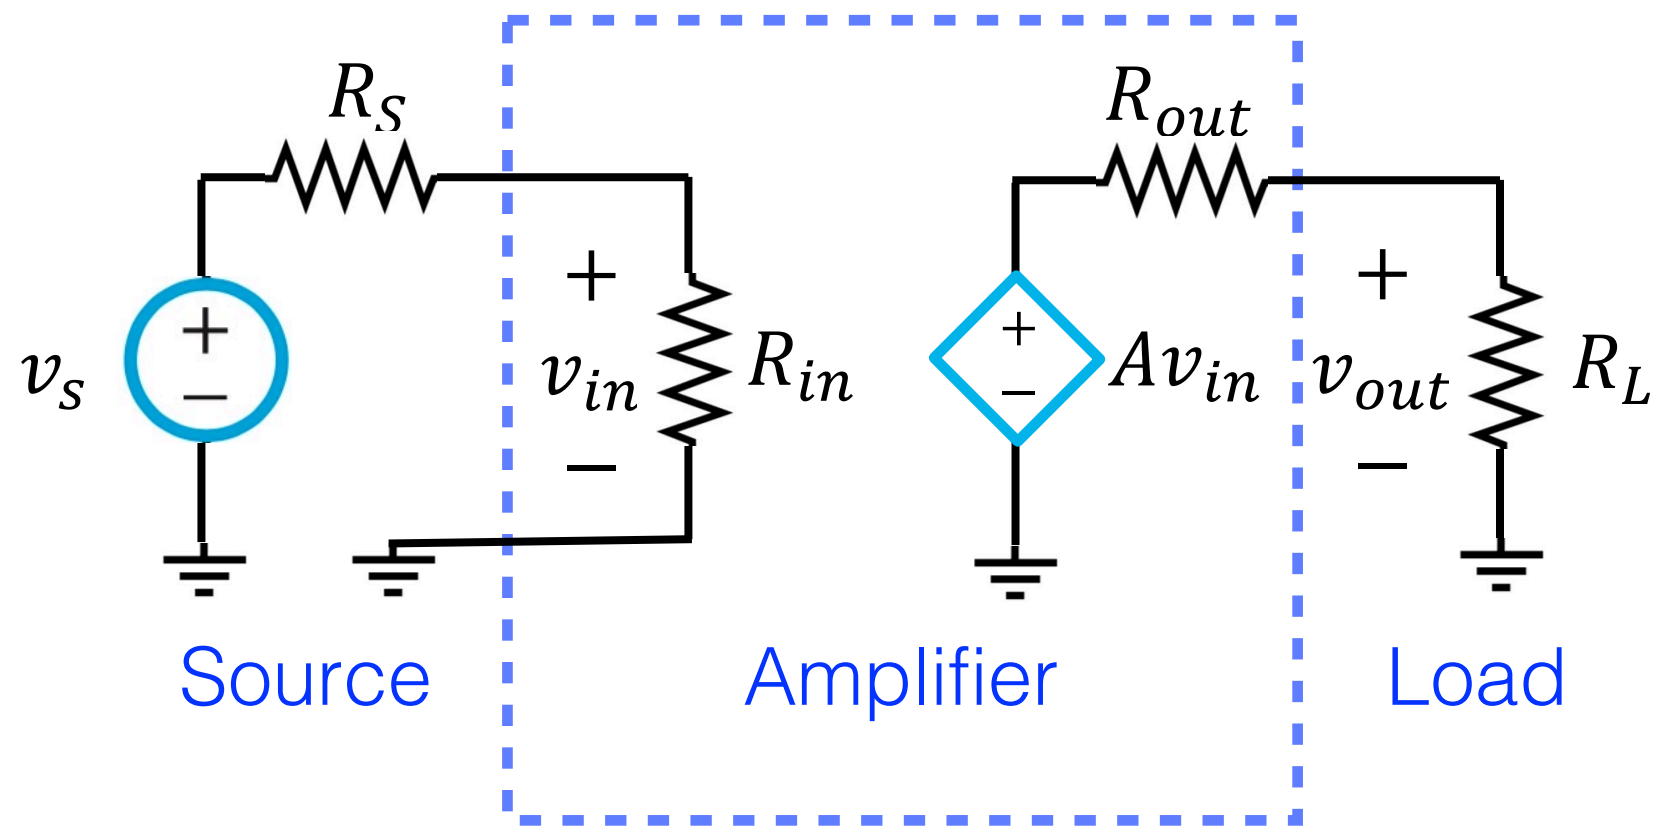 R_S
R_out
+
+
+
+
v_s
−
v_in
R_in
−
Av_in
v_out
R_L
−
−
Source
Amplifier
Load